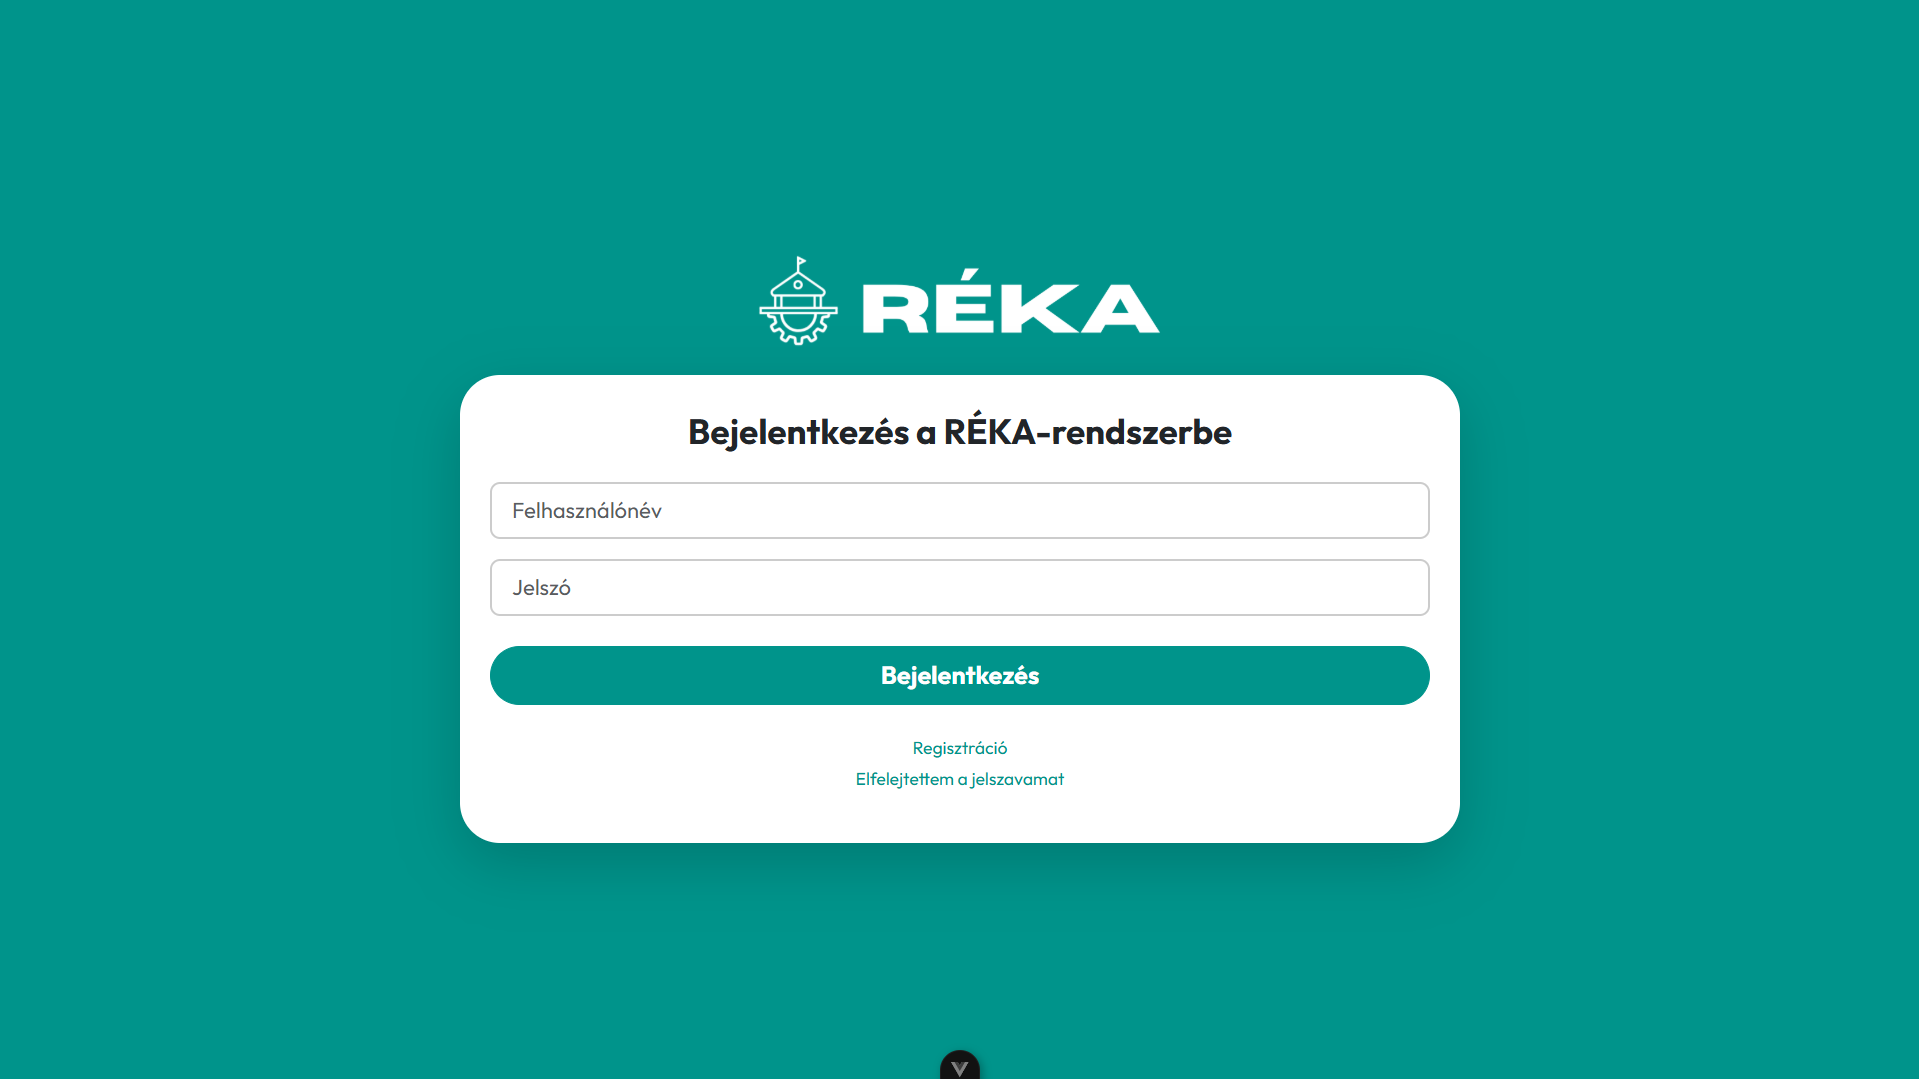 RÉKA
Bejelentkezés a RÉKA-rendszerbe
Felhasználónév
Jelszó
Bejelentkezés
Regisztráció
Elfelejtettem a jelszavamat